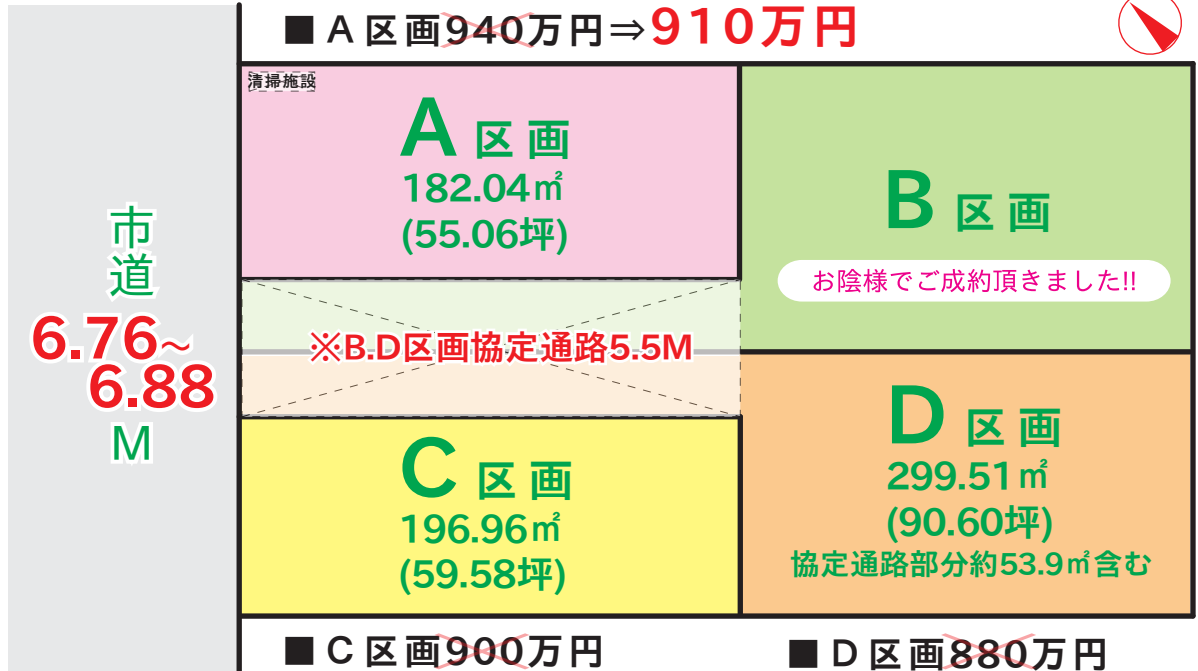 ■ A区画940万円⇒910万円
清掃施設
A 区画
182.04㎡
(55.06坪)
B 区画
お陰様でご成約頂きました!!
市道
6.76~
6.88
M
※B.D区画協定通路5.5M
C 区画
196.96㎡
(59.58坪)
D 区画
299.51㎡
(90.60坪)
協定通路部分約53.9㎡含む
■ C区画900万円
■ D区画880万円